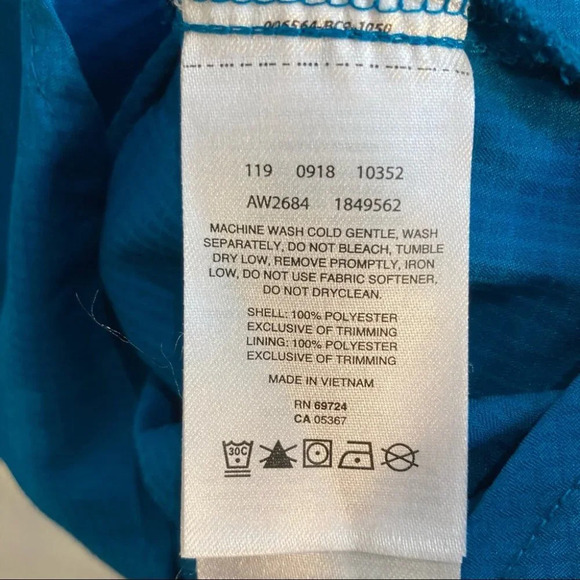 119 0918 10352
AW2684 1849562
MACHINE WASH COLD GENTLE, WASH
SEPARATELY, DO NOT BLEACH, TUMBLE
DRY LOW, REMOVE PROMPTLY, IRON
LOW, DO NOT USE FABRIC SOFTENER,
DO NOT DRYCLEAN.
SHELL: 100% POLYESTER
EXCLUSIVE OF TRIMMING
LINING: 100% POLYESTER
EXCLUSIVE OF TRIMMING
MADE IN VIETNAM
RN 69724
CA 05367
30C